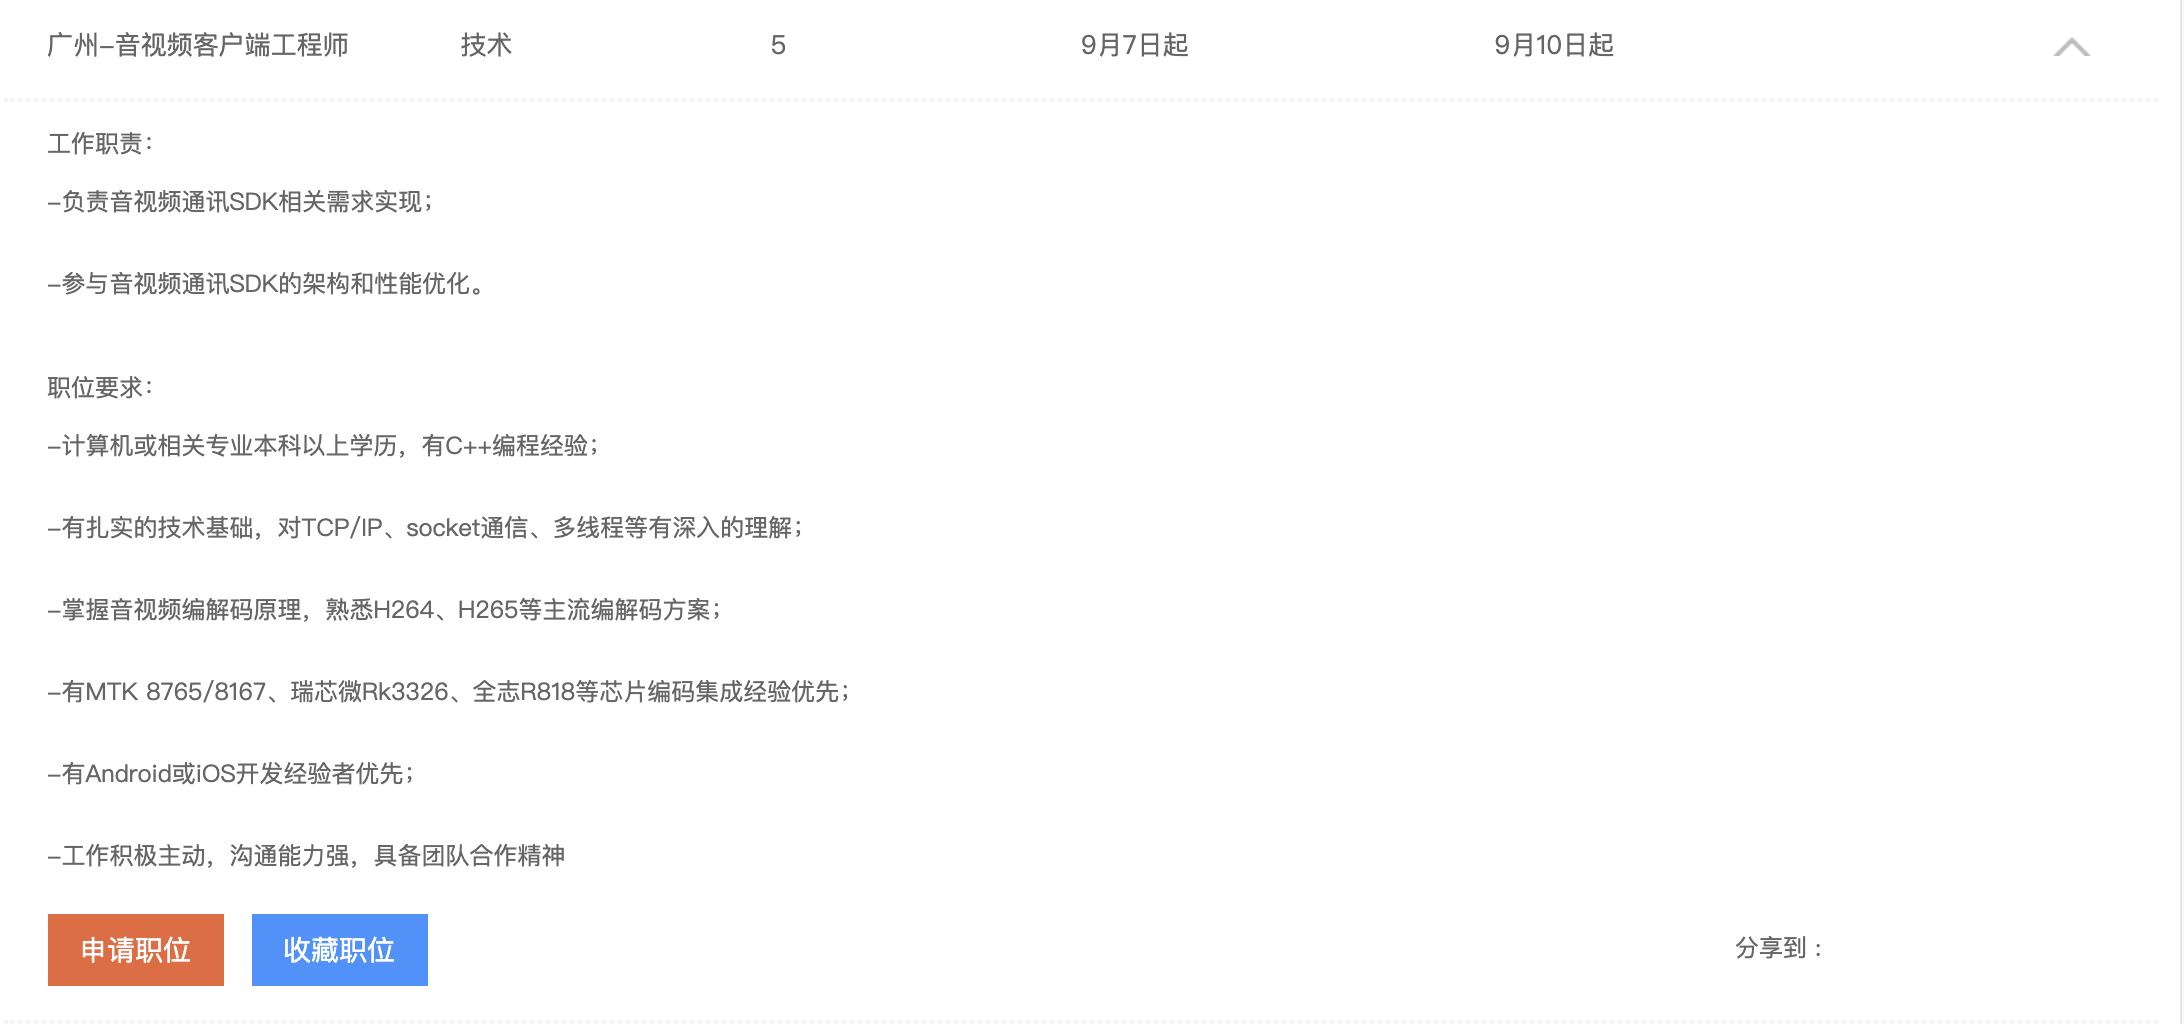 广州-音视频客户端工程师 技术 5 9月7日起 9月10日起
工作职责：
-负责音视频通讯SDK相关需求实现；
-参与音视频通讯SDK的架构和性能优化。
职位要求：
-计算机或相关专业本科以上学历，有C++编程经验；
-有扎实的技术基础，对TCP/IP、socket通信、多线程等有深入的理解；
-掌握音视频编解码原理，熟悉H264、H265等主流编解码方案；
-有MTK 8765/8167、瑞芯微Rk3326、全志R818等芯片编码集成经验优先；
-有Android或iOS开发经验者优先；
-工作积极主动，沟通能力强，具备团队合作精神
申请职位 收藏职位 分享到：